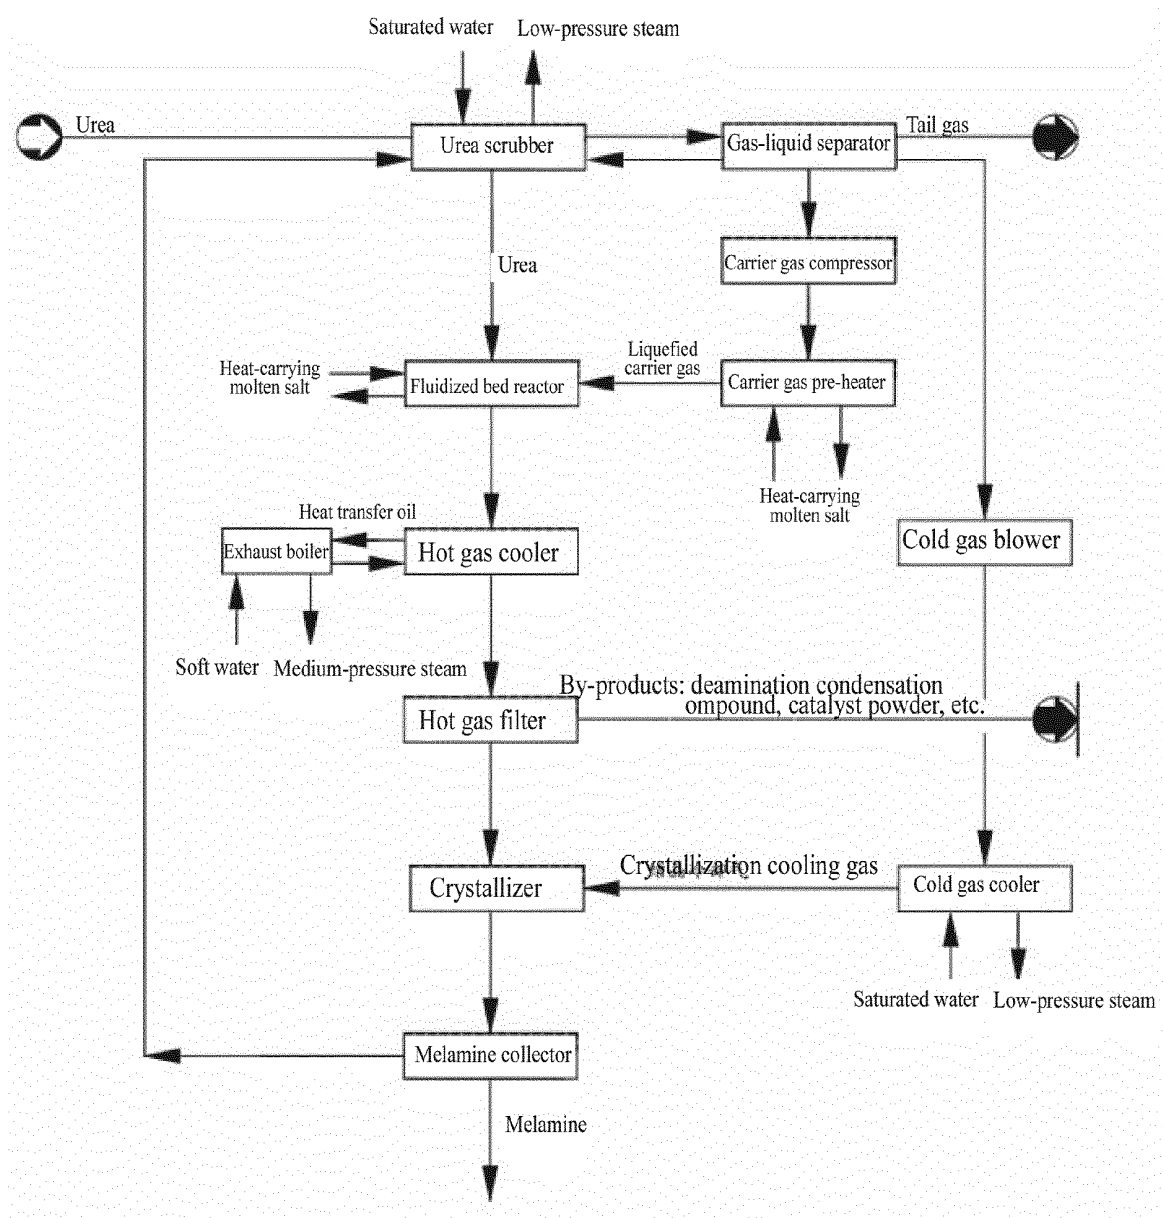 Saturated water
Low-pressure steam
Urea
Urea scrubber
Gas-liquid separator
Tail gas
Carrier gas compressor
Urea
Liquefied
carrier gas
Heat-carrying
molten salt
Fluidized bed reactor
Carrier gas pre-heater
Heat-carrying
molten salt
Heat transfer oil
Exhaust boiler
Hot gas cooler
Cold gas blower
Soft water
Medium-pressure steam
By-products: deamination condensation
ompound, catalyst powder, etc.
Hot gas filter
Crystallization cooling gas
Crystallizer
Cold gas cooler
Saturated water
Low-pressure steam
Melamine collector
Melamine